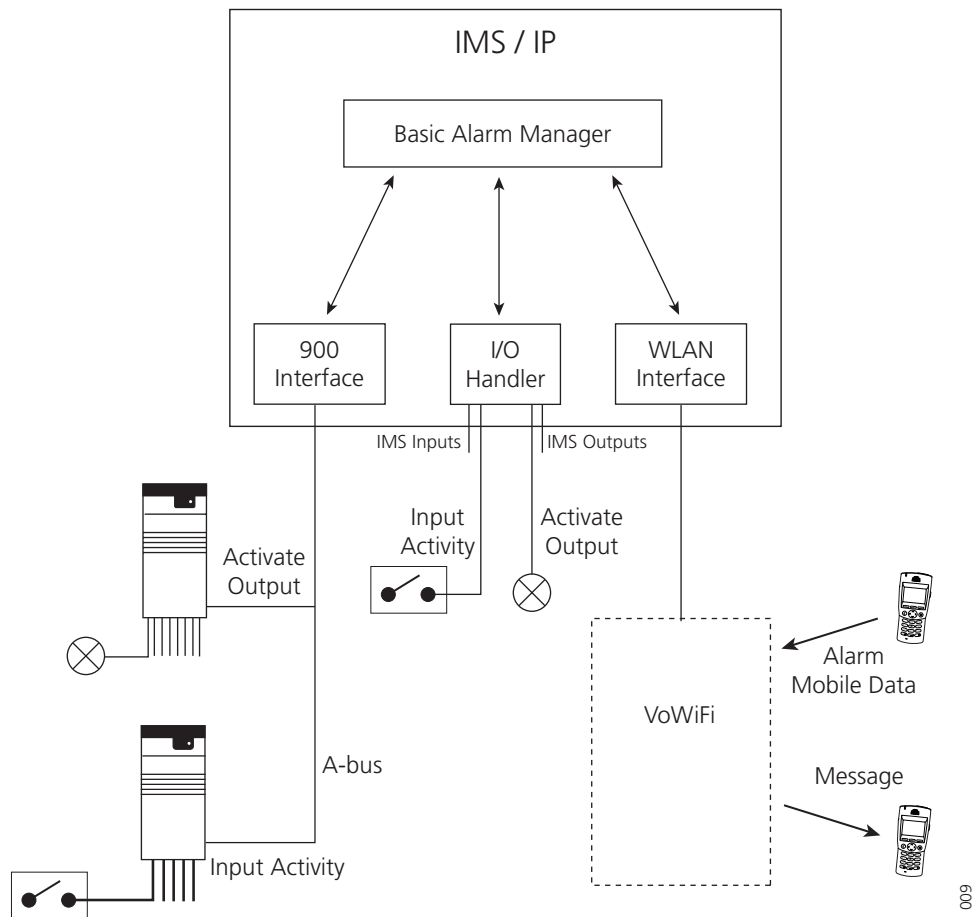 IMS / IP
Basic Alarm Manager
900
Interface
I/O
Handler
WLAN
Interface
IMS Inputs
IMS Outputs
Input
Activity
Activate
Output
Activate
Output
Alarm
Mobile Data
VoWiFi
A-bus
Message
Input Activity
009